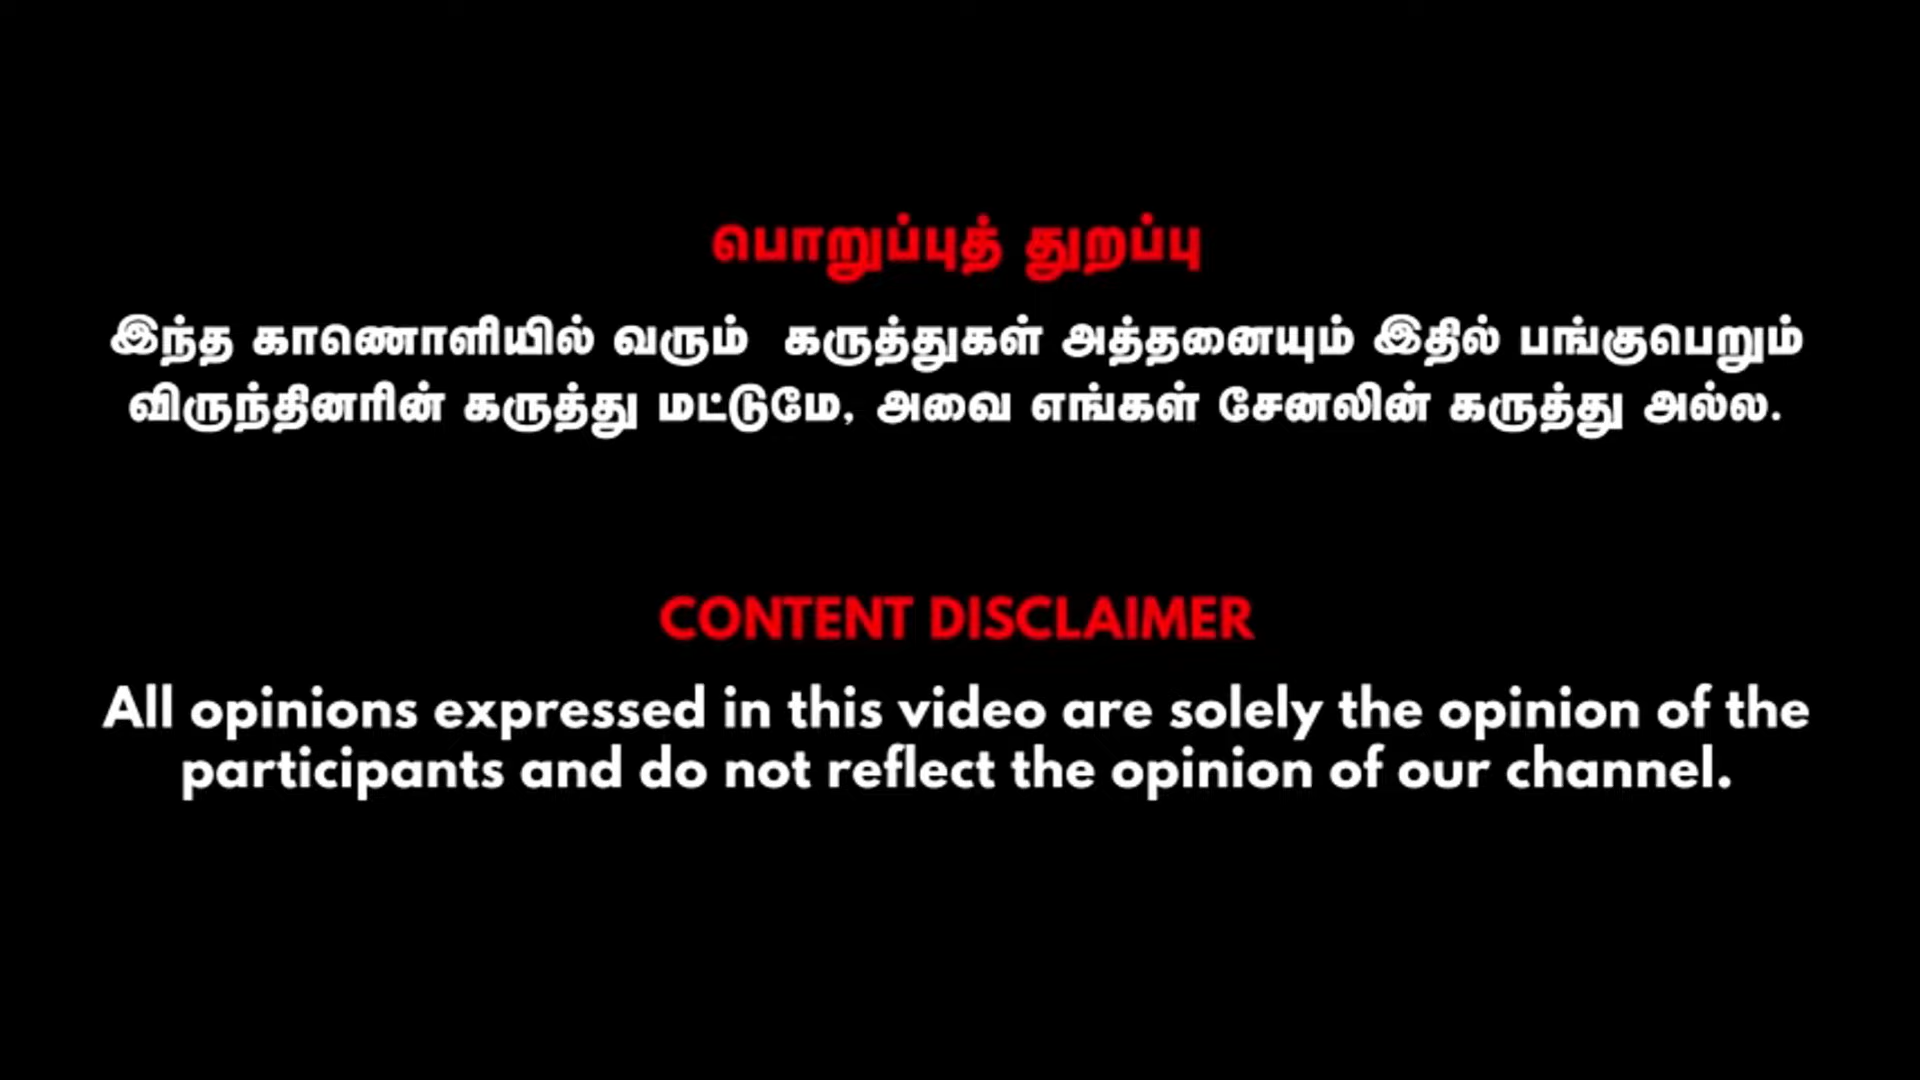 பொறுப்புத் துறப்பு
இந்த காணொளியில் வரும் கருத்துகள் அத்தனையும் இதில் பங்குபெறும்
விருந்தினரின் கருத்து மட்டுமே, அவை எங்கள் சேனலின் கருத்து அல்ல.
CONTENT DISCLAIMER
All opinions expressed in this video are solely the opinion of the
participants and do not reflect the opinion of our channel.